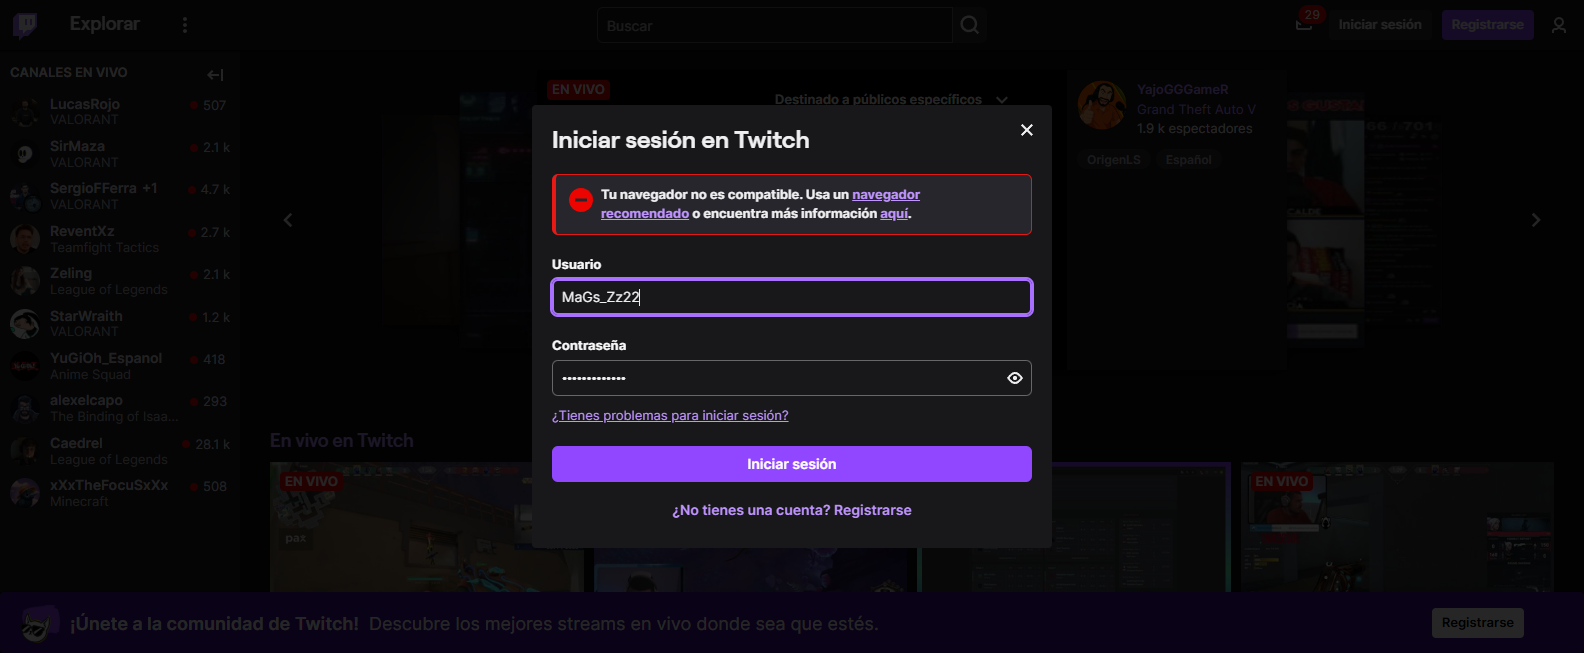 Explorar
Buscar
29
Iniciar sesión
Registrarse
CANALES EN VIVO
LucasRojo
507
VALORANT
SirMaza
2.1 k
VALORANT
SergioFFerra +1
4.7 k
VALORANT
ReventXz
2.7 k
Teamfight Tactics
Zeling
2.1 k
League of Legends
StarWraith
1.2 k
VALORANT
YuGiOh_Espanol
418
Anime Squad
alexelcapo
293
The Binding of Isaa...
Caedrel
28.1 k
League of Legends
xXxTheFocuSxXx
508
Minecraft
EN VIVO
Destinado a públicos específicos
YajoGGGameR
Grand Theft Auto V
1.9 k espectadores
OrigenLS
Español
Iniciar sesión en Twitch
Tu navegador no es compatible. Usa un navegador
recomendado o encuentra más información aquí.
Usuario
MaGs_Zz22
Contraseña
•••••••••••••
¿Tienes problemas para iniciar sesión?
Iniciar sesión
¿No tienes una cuenta? Registrarse
En vivo en Twitch
EN VIVO
EN VIVO
¡Únete a la comunidad de Twitch! Descubre los mejores streams en vivo donde sea que estés.
Registrarse